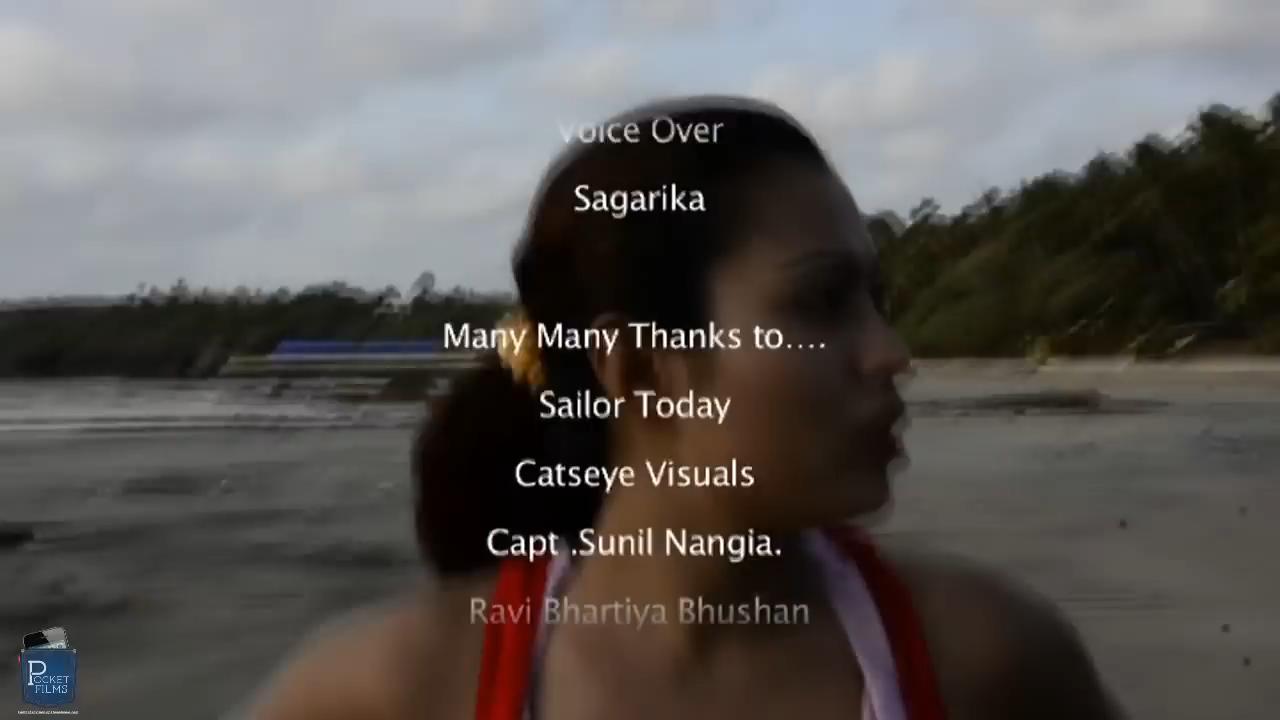 Voice Over
Sagarika
Many Many Thanks to....
Sailor Today
Catseye Visuals
Capt .Sunil Nangia.
Ravi Bhartiya Bhushan
POCKET
FILMS